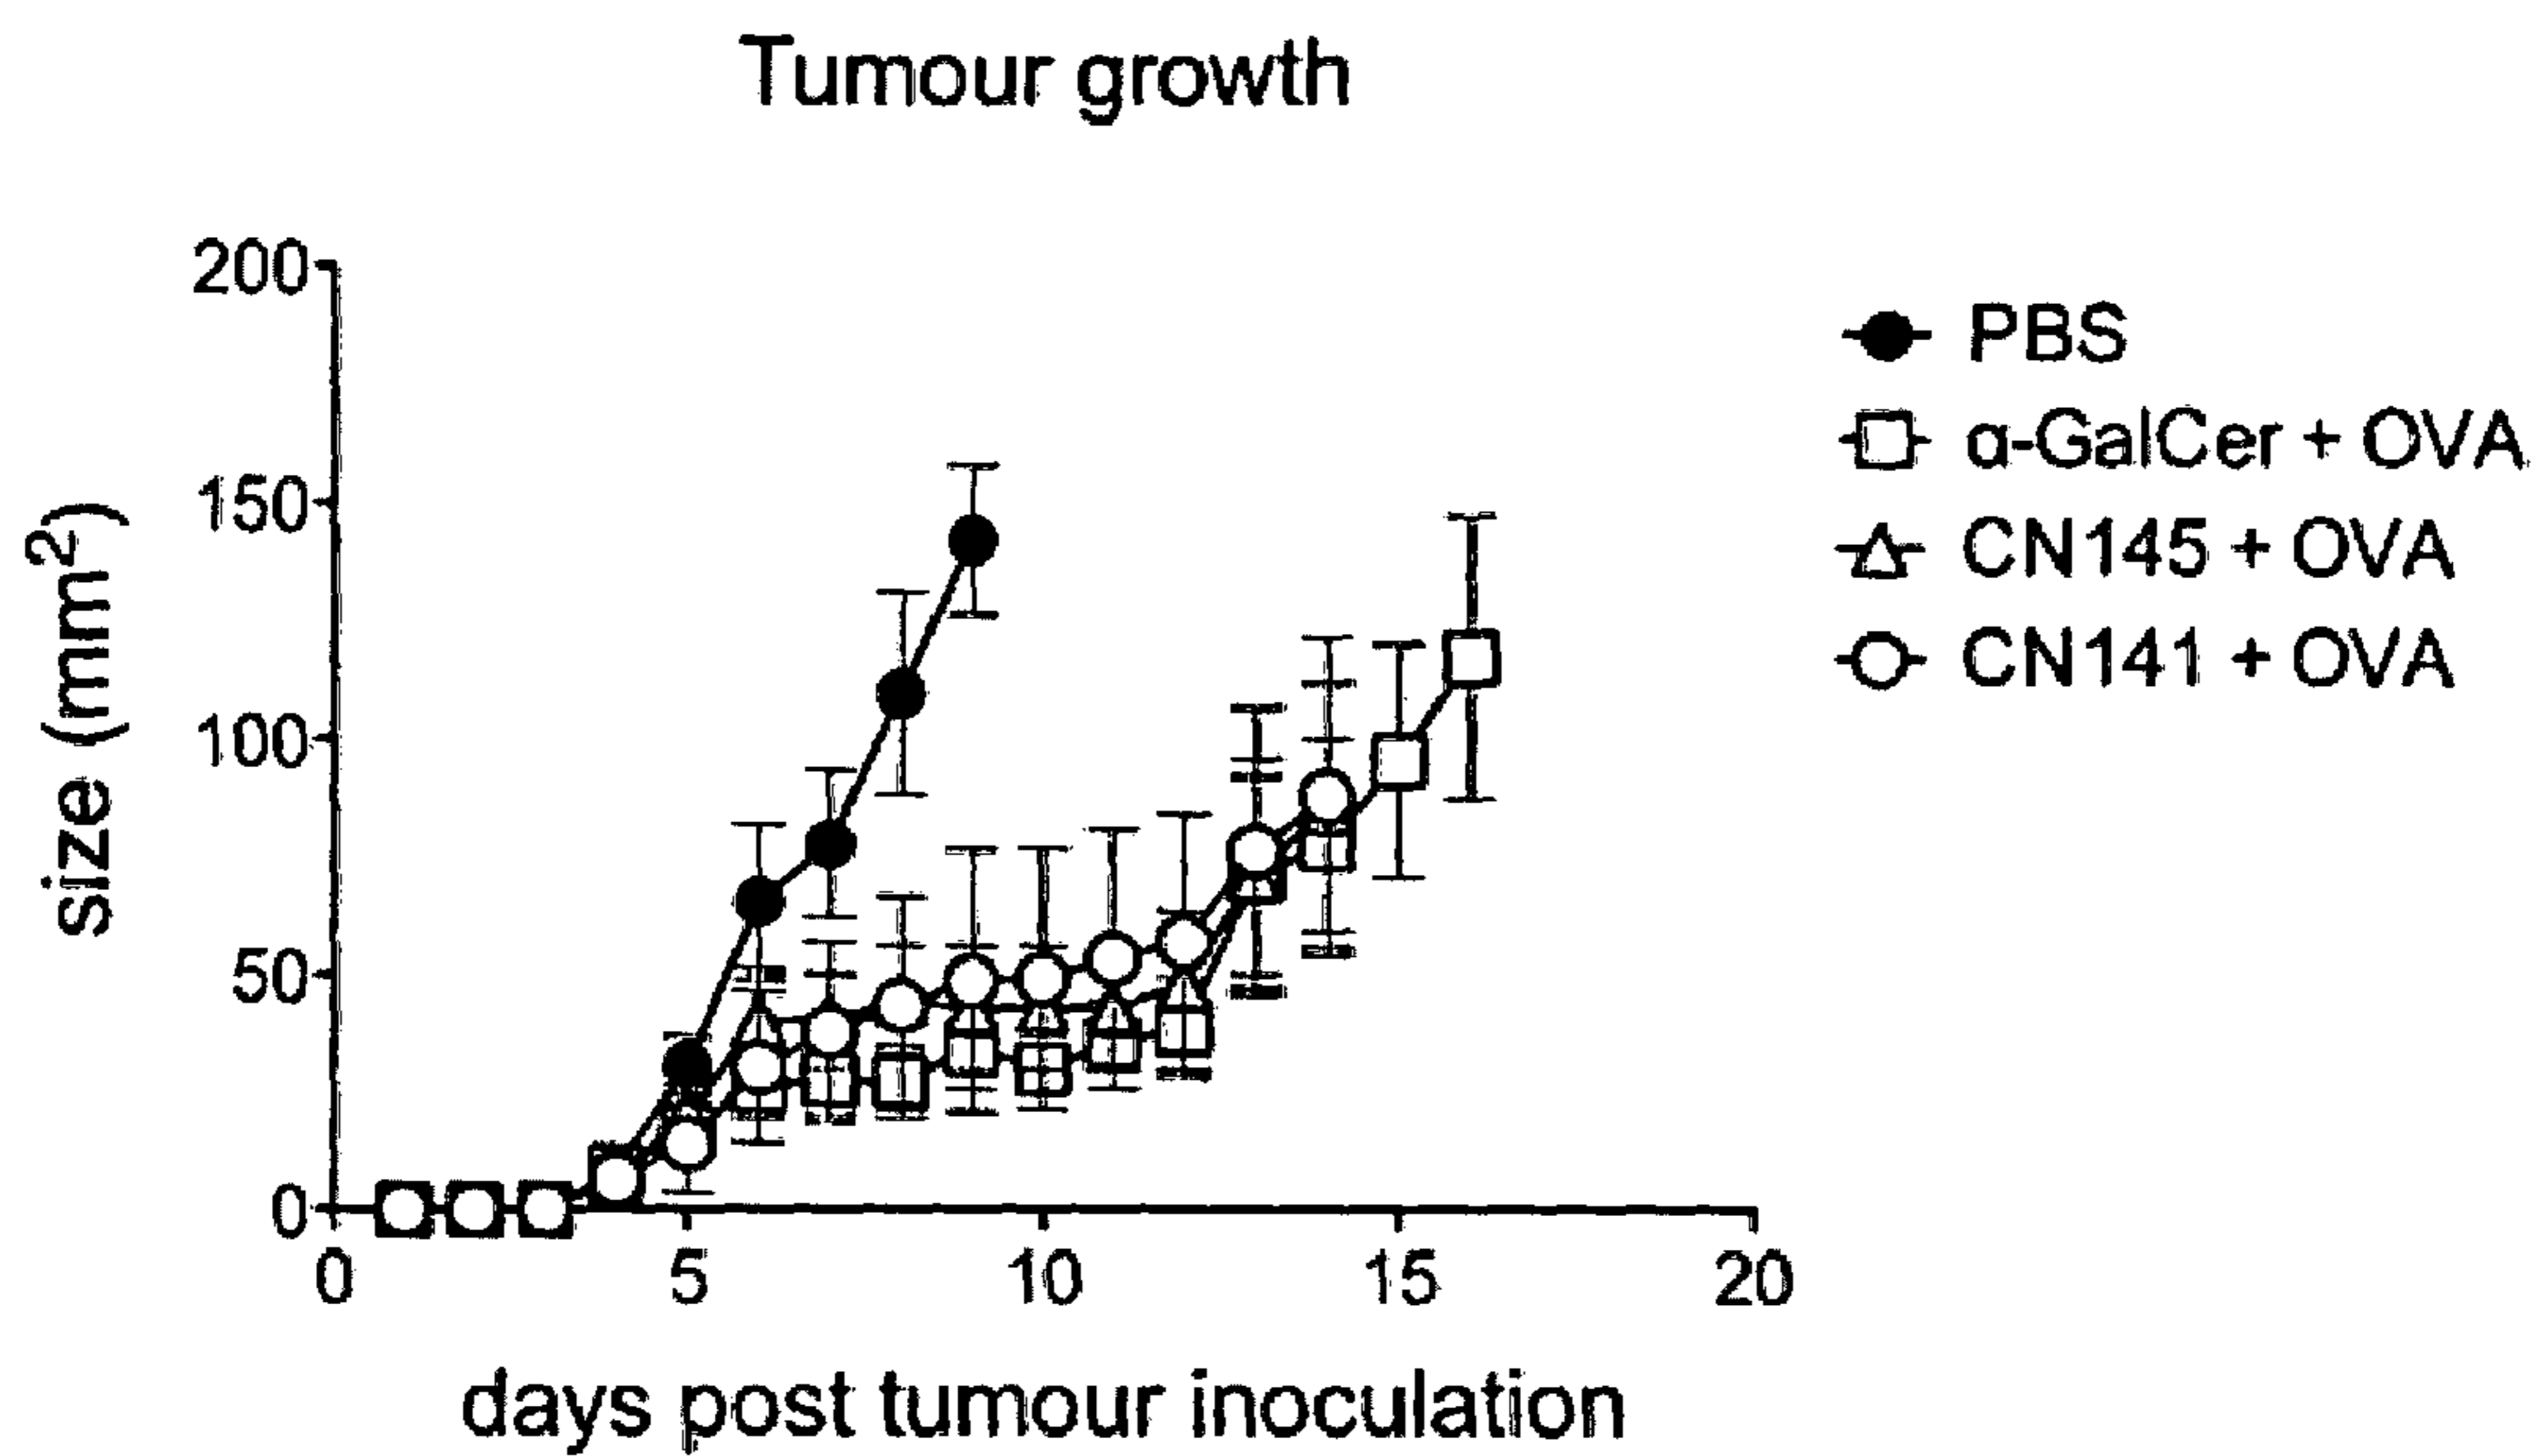 Tumour growth
size (mm²)
200
150
100
50
0
0 5 10 15 20
days post tumour inoculation
PBS
α-GalCer + OVA
CN145 + OVA
CN141 + OVA